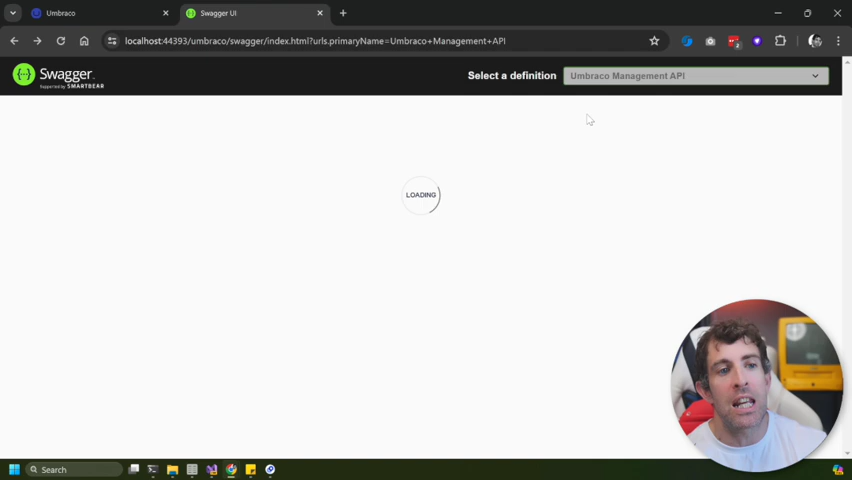 Umbraco
Swagger UI
localhost:44393/umbraco/swagger/index.html?urls.primaryName=Umbraco+Management+API
2
Swagger
Supported by SMARTBEAR
Select a definition
Umbraco Management API
LOADING
Search